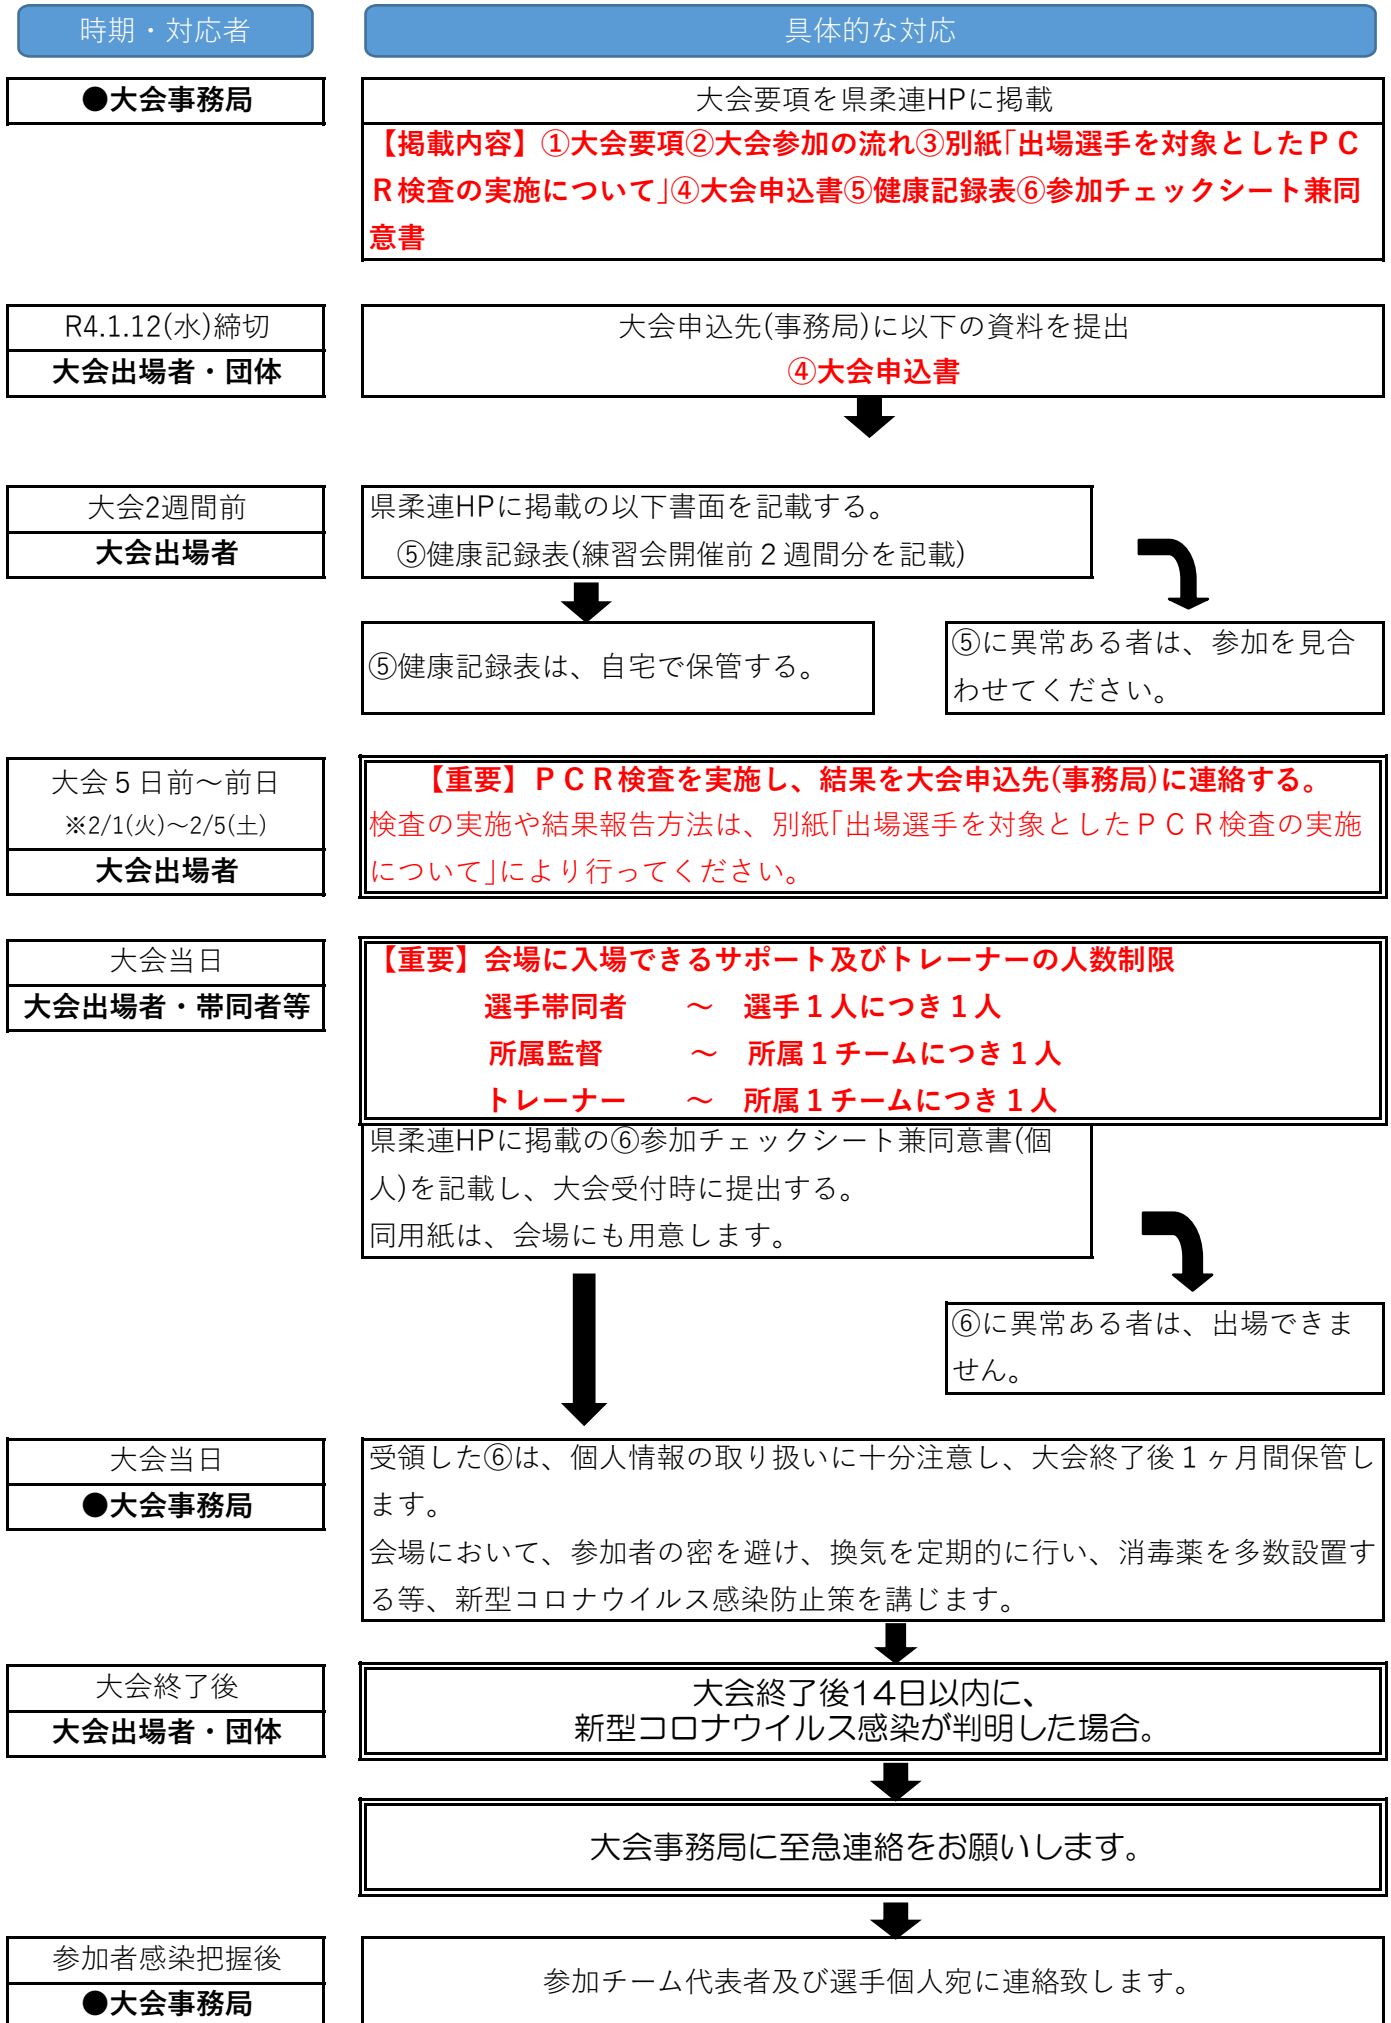 時期・対応者
具体的な対応
●大会事務局
大会要項を県柔連HPに掲載
【掲載内容】①大会要項②大会参加の流れ③別紙｢出場選手を対象としたＰＣ
Ｒ検査の実施について｣④大会申込書⑤健康記録表⑥参加チェックシート兼同
意書
R4.1.12(水)締切
大会出場者・団体
大会申込先(事務局)に以下の資料を提出
④大会申込書
大会2週間前
大会出場者
県柔連HPに掲載の以下書面を記載する。
⑤健康記録表(練習会開催前２週間分を記載)
⑤健康記録表は、自宅で保管する。
⑤に異常ある者は、参加を見合
わせてください。
大会５日前～前日
※2/1(火)～2/5(土)
大会出場者
【重要】ＰＣＲ検査を実施し、結果を大会申込先(事務局)に連絡する。
検査の実施や結果報告方法は、別紙｢出場選手を対象としたＰＣＲ検査の実施
について｣により行ってください。
大会当日
大会出場者・帯同者等
【重要】会場に入場できるサポート及びトレーナーの人数制限
選手帯同者　～　選手１人につき１人
所属監督　～　所属１チームにつき１人
トレーナー　～　所属１チームにつき１人
県柔連HPに掲載の⑥参加チェックシート兼同意書(個
人)を記載し、大会受付時に提出する。
同用紙は、会場にも用意します。
⑥に異常ある者は、出場できま
せん。
大会当日
●大会事務局
受領した⑥は、個人情報の取り扱いに十分注意し、大会終了後１ヶ月間保管し
ます。
会場において、参加者の密を避け、換気を定期的に行い、消毒薬を多数設置す
る等、新型コロナウイルス感染防止策を講じます。
大会終了後
大会出場者・団体
大会終了後14日以内に、
新型コロナウイルス感染が判明した場合。
大会事務局に至急連絡をお願いします。
参加者感染把握後
●大会事務局
参加チーム代表者及び選手個人宛に連絡致します。